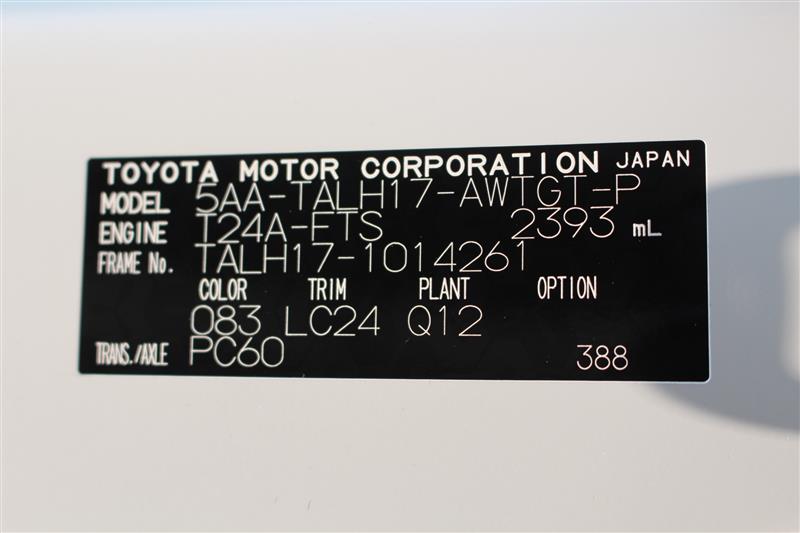 TOYOTA MOTOR CORPORATION JAPAN
MODEL 5AA-TALH17-AWTGT-P
ENGINE T24A-FTS 2393 mL
FRAME No. TALH17-1014261
COLOR TRIM PLANT OPTION
083 LC24 Q12
TRANS./AXLE PC60 388